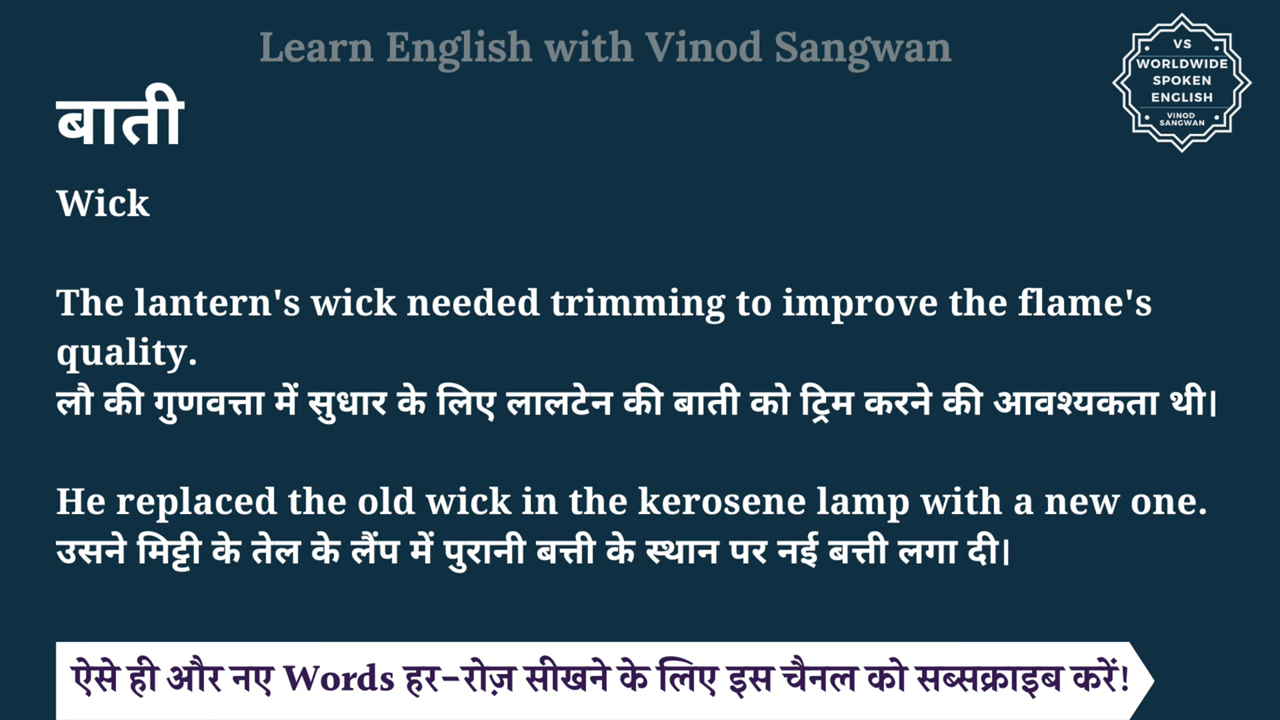 Learn English with Vinod Sangwan
VS
WORLDWIDE
SPOKEN
ENGLISH
VINOD
SANGWAN
बाती
Wick
The lantern's wick needed trimming to improve the flame's
quality.
लौ की गुणवत्ता में सुधार के लिए लालटेन की बाती को ट्रिम करने की आवश्यकता थी।
He replaced the old wick in the kerosene lamp with a new one.
उसने मिट्टी के तेल के लैंप में पुरानी बत्ती के स्थान पर नई बत्ती लगा दी।
ऐसे ही और नए Words हर-रोज़ सीखने के लिए इस चैनल को सब्सक्राइब करें!